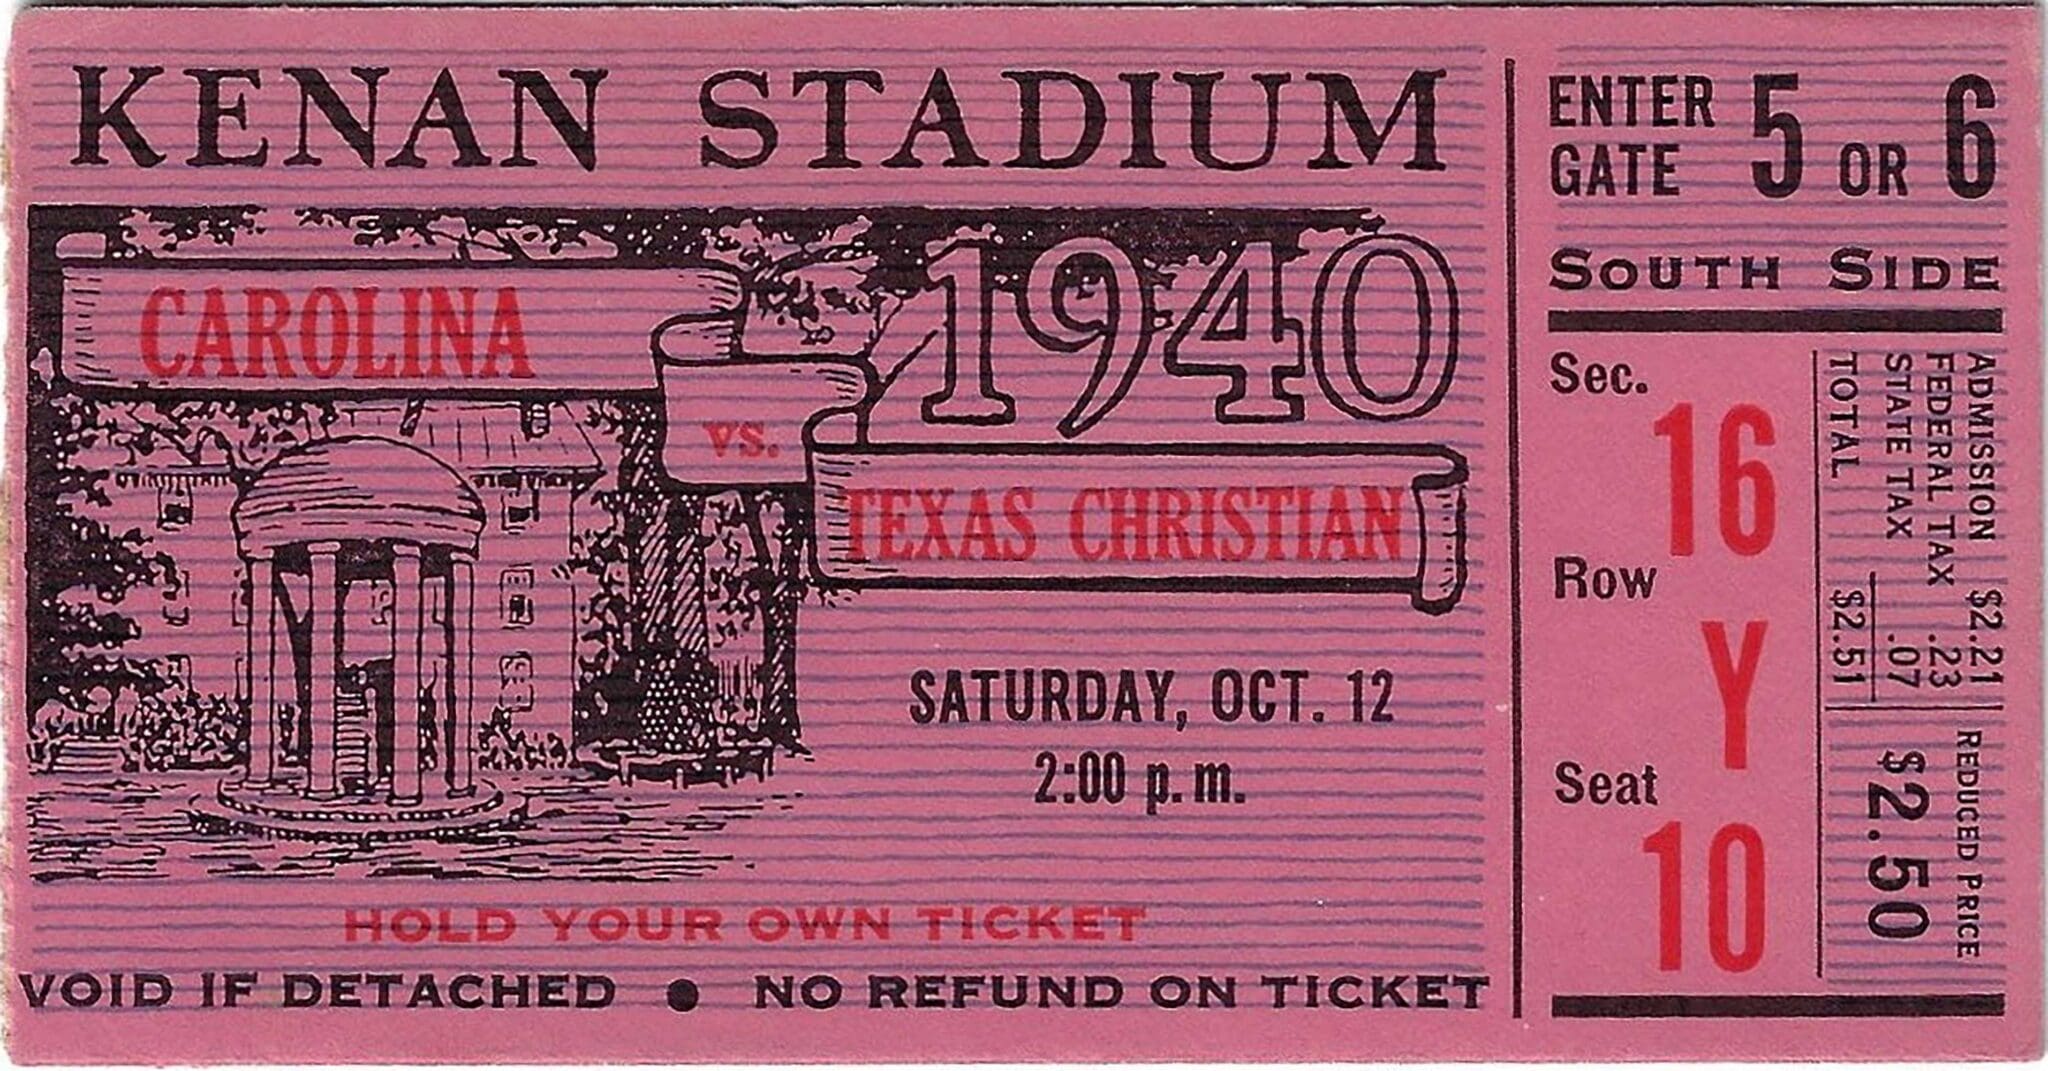 KENAN STADIUM
1940
CAROLINA
vs.
TEXAS CHRISTIAN
SATURDAY, OCT. 12
2:00 p.m.
HOLD YOUR OWN TICKET
VOID IF DETACHED ● NO REFUND ON TICKET
ENTER GATE 5 OR 6
SOUTH SIDE
Sec.
16
Row
Y
Seat
10
ADMISSION $2.21
FEDERAL TAX .23
STATE TAX .07
TOTAL $2.51
REDUCED PRICE
$2.50